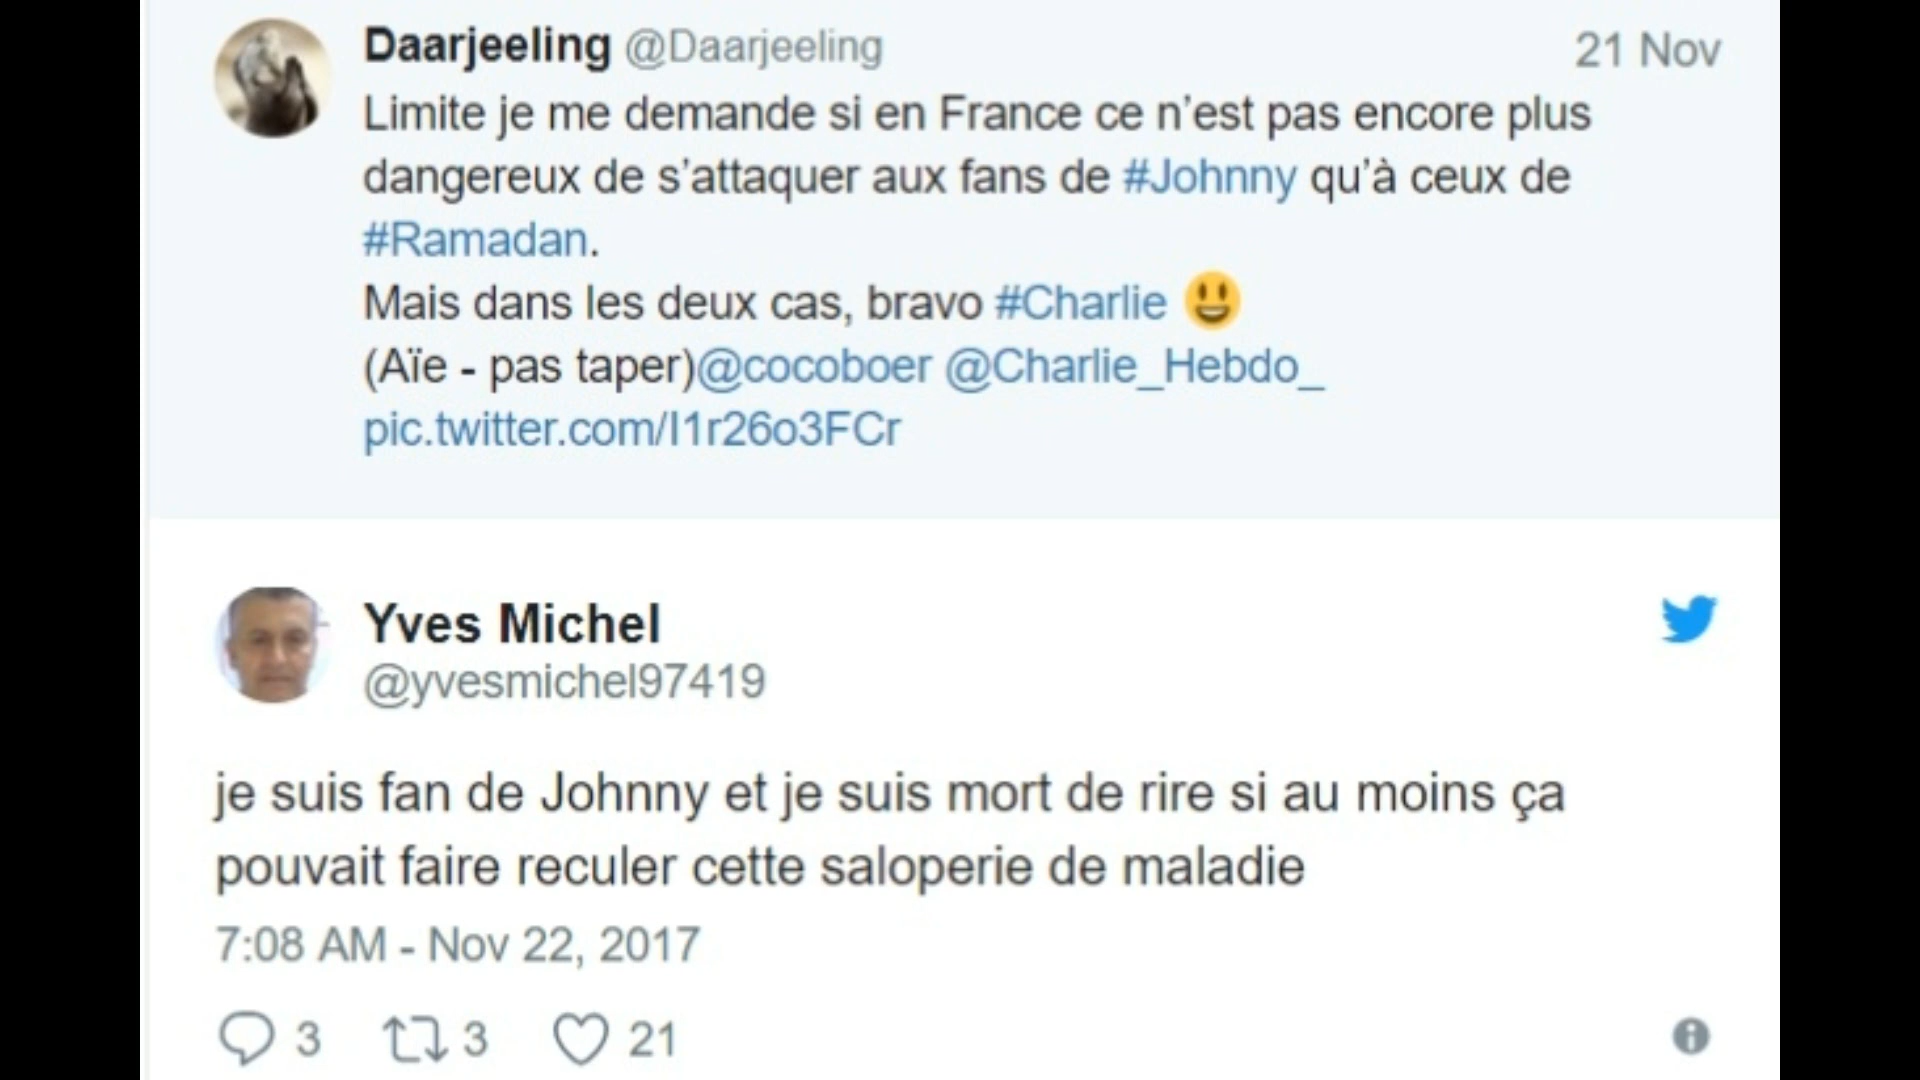 Daarjeeling @Daarjeeling 21 Nov
Limite je me demande si en France ce n'est pas encore plus
dangereux de s'attaquer aux fans de #Johnny qu'à ceux de
#Ramadan.
Mais dans les deux cas, bravo #Charlie 😃
(Aïe - pas taper)@cocoboer @Charlie_Hebdo_
pic.twitter.com/I1r26o3FCr
Yves Michel
@yvesmichel97419
je suis fan de Johnny et je suis mort de rire si au moins ça
pouvait faire reculer cette saloperie de maladie
7:08 AM - Nov 22, 2017
3 3 21